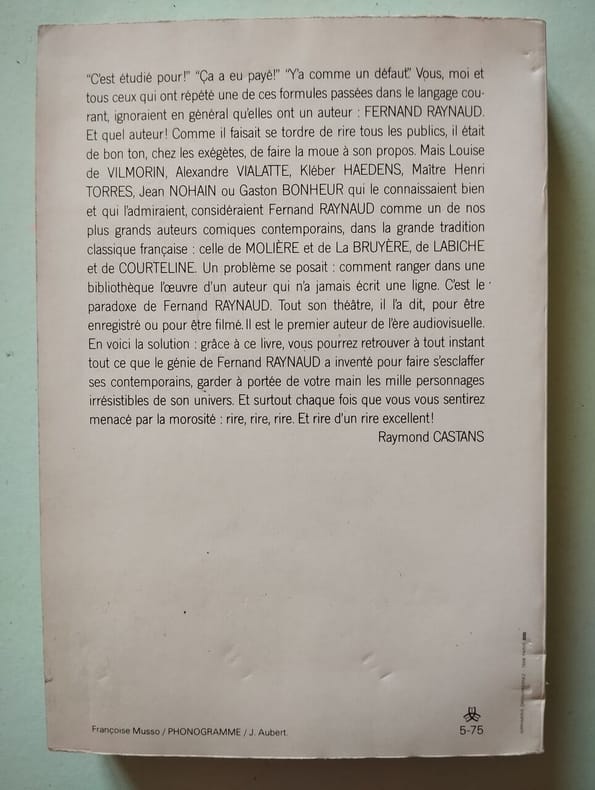 "C'est étudié pour!" "Ça a eu payé!" "Y'a comme un défaut." Vous, moi et
tous ceux qui ont répété une de ces formules passées dans le langage cou-
rant, ignoraient en général qu'elles ont un auteur : FERNAND RAYNAUD.
Et quel auteur! Comme il faisait se tordre de rire tous les publics, il était
de bon ton, chez les exégètes, de faire la moue à son propos. Mais Louise
de VILMORIN, Alexandre VIALATTE, Kléber HAEDENS, Maître Henri
TORRES, Jean NOHAIN ou Gaston BONHEUR qui le connaissaient bien
et qui l'admiraient, considéraient Fernand RAYNAUD comme un de nos
plus grands auteurs comiques contemporains, dans la grande tradition
classique française : celle de MOLIÈRE et de La BRUYÈRE, de LABICHE
et de COURTELINE. Un problème se posait : comment ranger dans une
bibliothèque l'œuvre d'un auteur qui n'a jamais écrit une ligne. C'est le
paradoxe de Fernand RAYNAUD. Tout son théâtre, il l'a dit, pour être
enregistré ou pour être filmé. Il est le premier auteur de l'ère audiovisuelle.
En voici la solution : grâce à ce livre, vous pourrez retrouver à tout instant
tout ce que le génie de Fernand RAYNAUD a inventé pour faire s'esclaffer
ses contemporains, garder à portée de votre main les mille personnages
irrésistibles de son univers. Et surtout chaque fois que vous vous sentirez
menacé par la morosité : rire, rire, rire. Et rire d'un rire excellent!
Raymond CASTANS
Françoise Musso / PHONOGRAMME / J. Aubert.
5-75